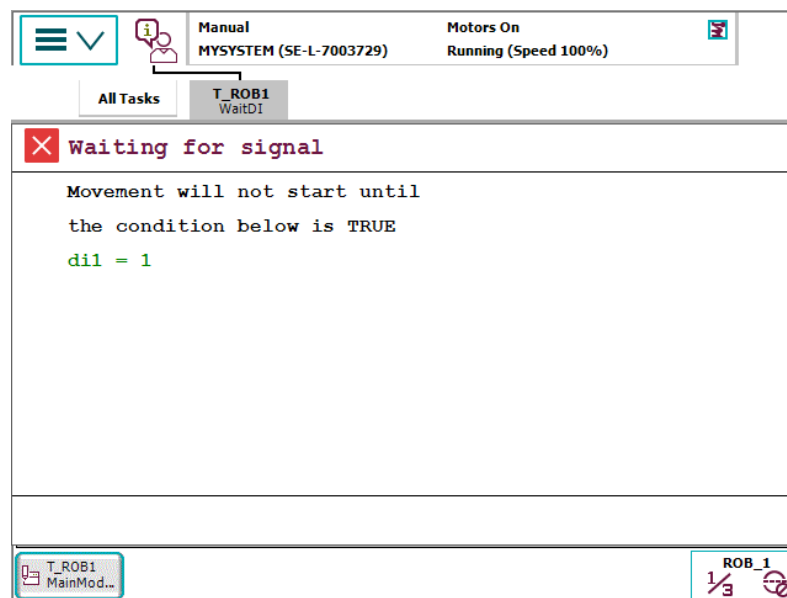 Manual
Motors On
MYSYSTEM (SE-L-7003729)
Running (Speed 100%)
All Tasks
T_ROB1
WaitDI
Waiting for signal
Movement will not start until
the condition below is TRUE
di1 = 1
T_ROB1
MainMod...
ROB_1
1/3